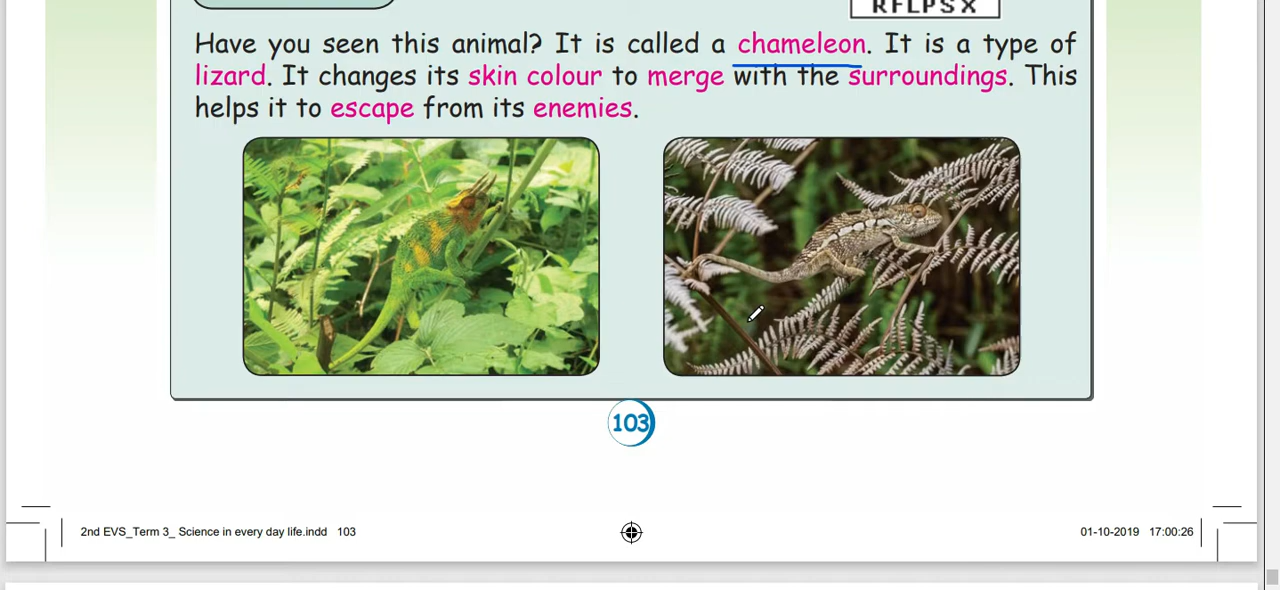 RFLPSX
Have you seen this animal? It is called a chameleon. It is a type of
lizard. It changes its skin colour to merge with the surroundings. This
helps it to escape from its enemies.
103
2nd EVS_Term 3_ Science in every day life.indd   103
01-10-2019   17:00:26